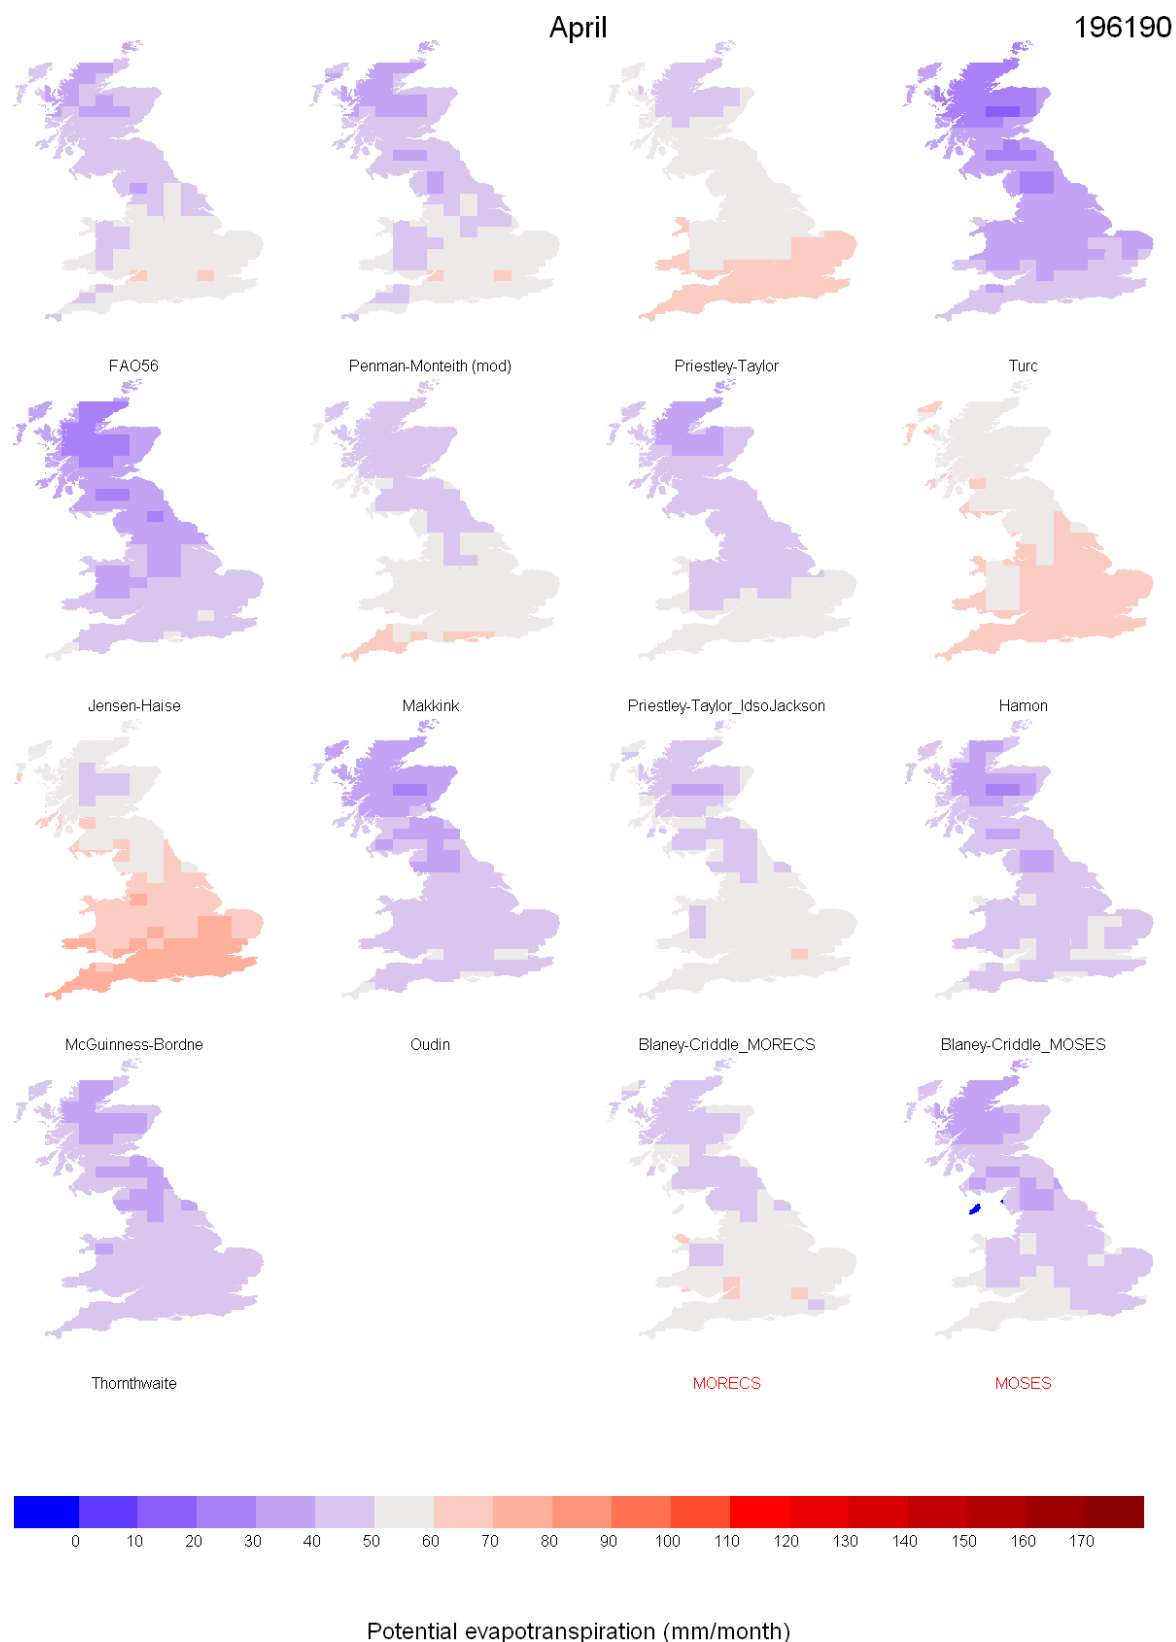 April 196190
FAO56 Penman-Monteith (mod) Priestley-Taylor Turc
Jensen-Haise Makkink Priestley-Taylor_IdsoJackson Hamon
McGuinness-Bordne Oudin Blaney-Criddle_MORECS Blaney-Criddle_MOSES
Thornthwaite MORECS MOSES
0 10 20 30 40 50 60 70 80 90 100 110 120 130 140 150 160 170
Potential evapotranspiration (mm/month)